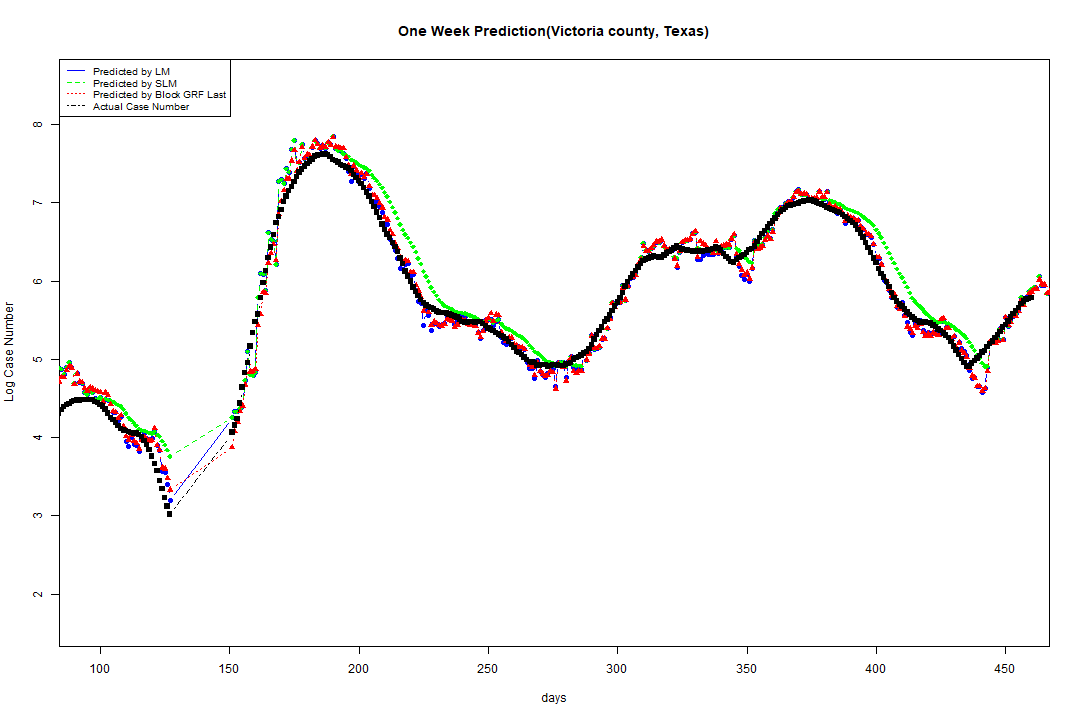 One Week Prediction(Victoria county, Texas)
Predicted by LM
Predicted by SLM
Predicted by Block GRF Last
Actual Case Number
8
7
6
5
4
3
2
Log Case Number
100 150 200 250 300 350 400 450
days